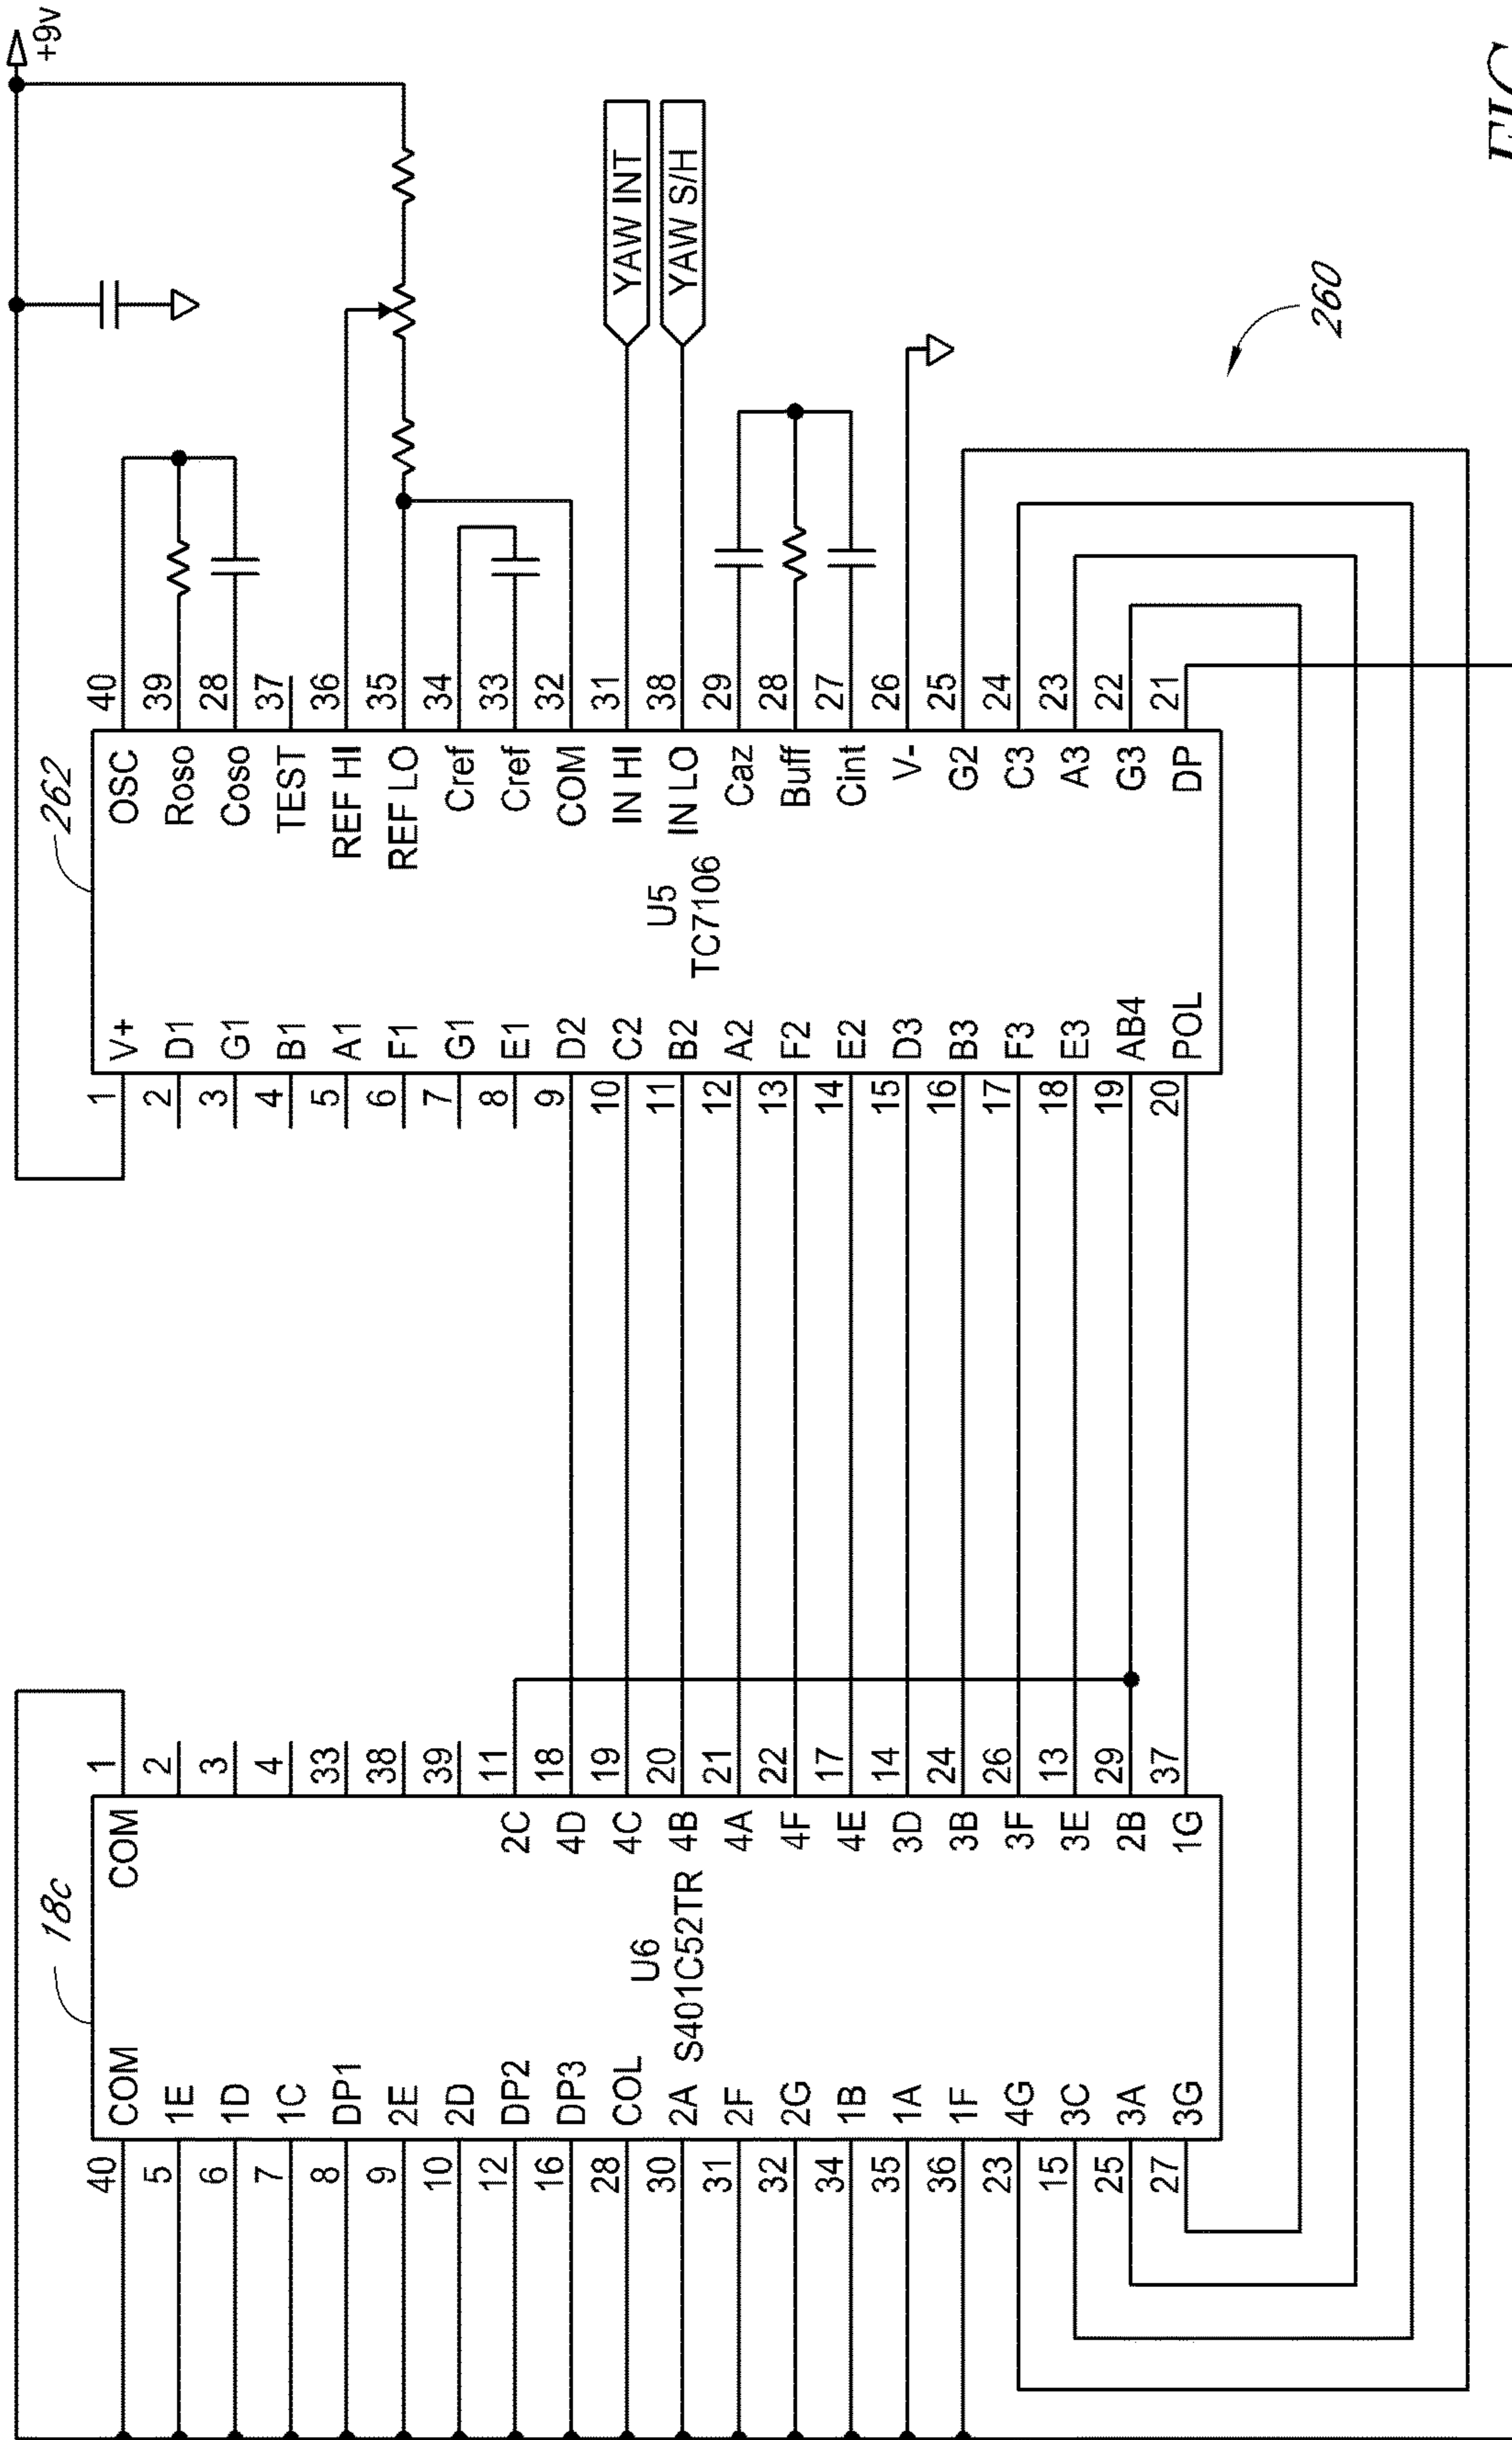 +9v
262
18c
40
39
28
37
36
35
34
33
32
31
38
29
28
27
26
25
24
23
22
21
OSC
Roso
Coso
TEST
REF HI
REF LO
Cref
Cref
COM
IN HI
IN LO
Caz
Buff
Cint
V-
G2
C3
A3
G3
DP
U5
TC7106
V+
D1
G1
B1
A1
F1
G1
E1
D2
C2
B2
A2
F2
E2
D3
B3
F3
E3
AB4
POL
1
2
3
4
5
6
7
8
9
10
11
12
13
14
15
16
17
18
19
20
YAW INT
YAW S/H
260
1
2
3
4
33
38
39
11
18
19
20
21
22
17
14
24
26
13
29
37
COM
2C
4D
4C
4B
4A
4F
4E
3D
3B
3F
3E
2B
1G
U6
S401C52TR
COM
1E
1D
1C
DP1
2E
2D
DP2
DP3
COL
2A
2F
2G
1B
1A
1F
4G
3C
3A
3G
40
5
6
7
8
9
10
12
16
28
30
31
32
34
35
36
23
15
25
27